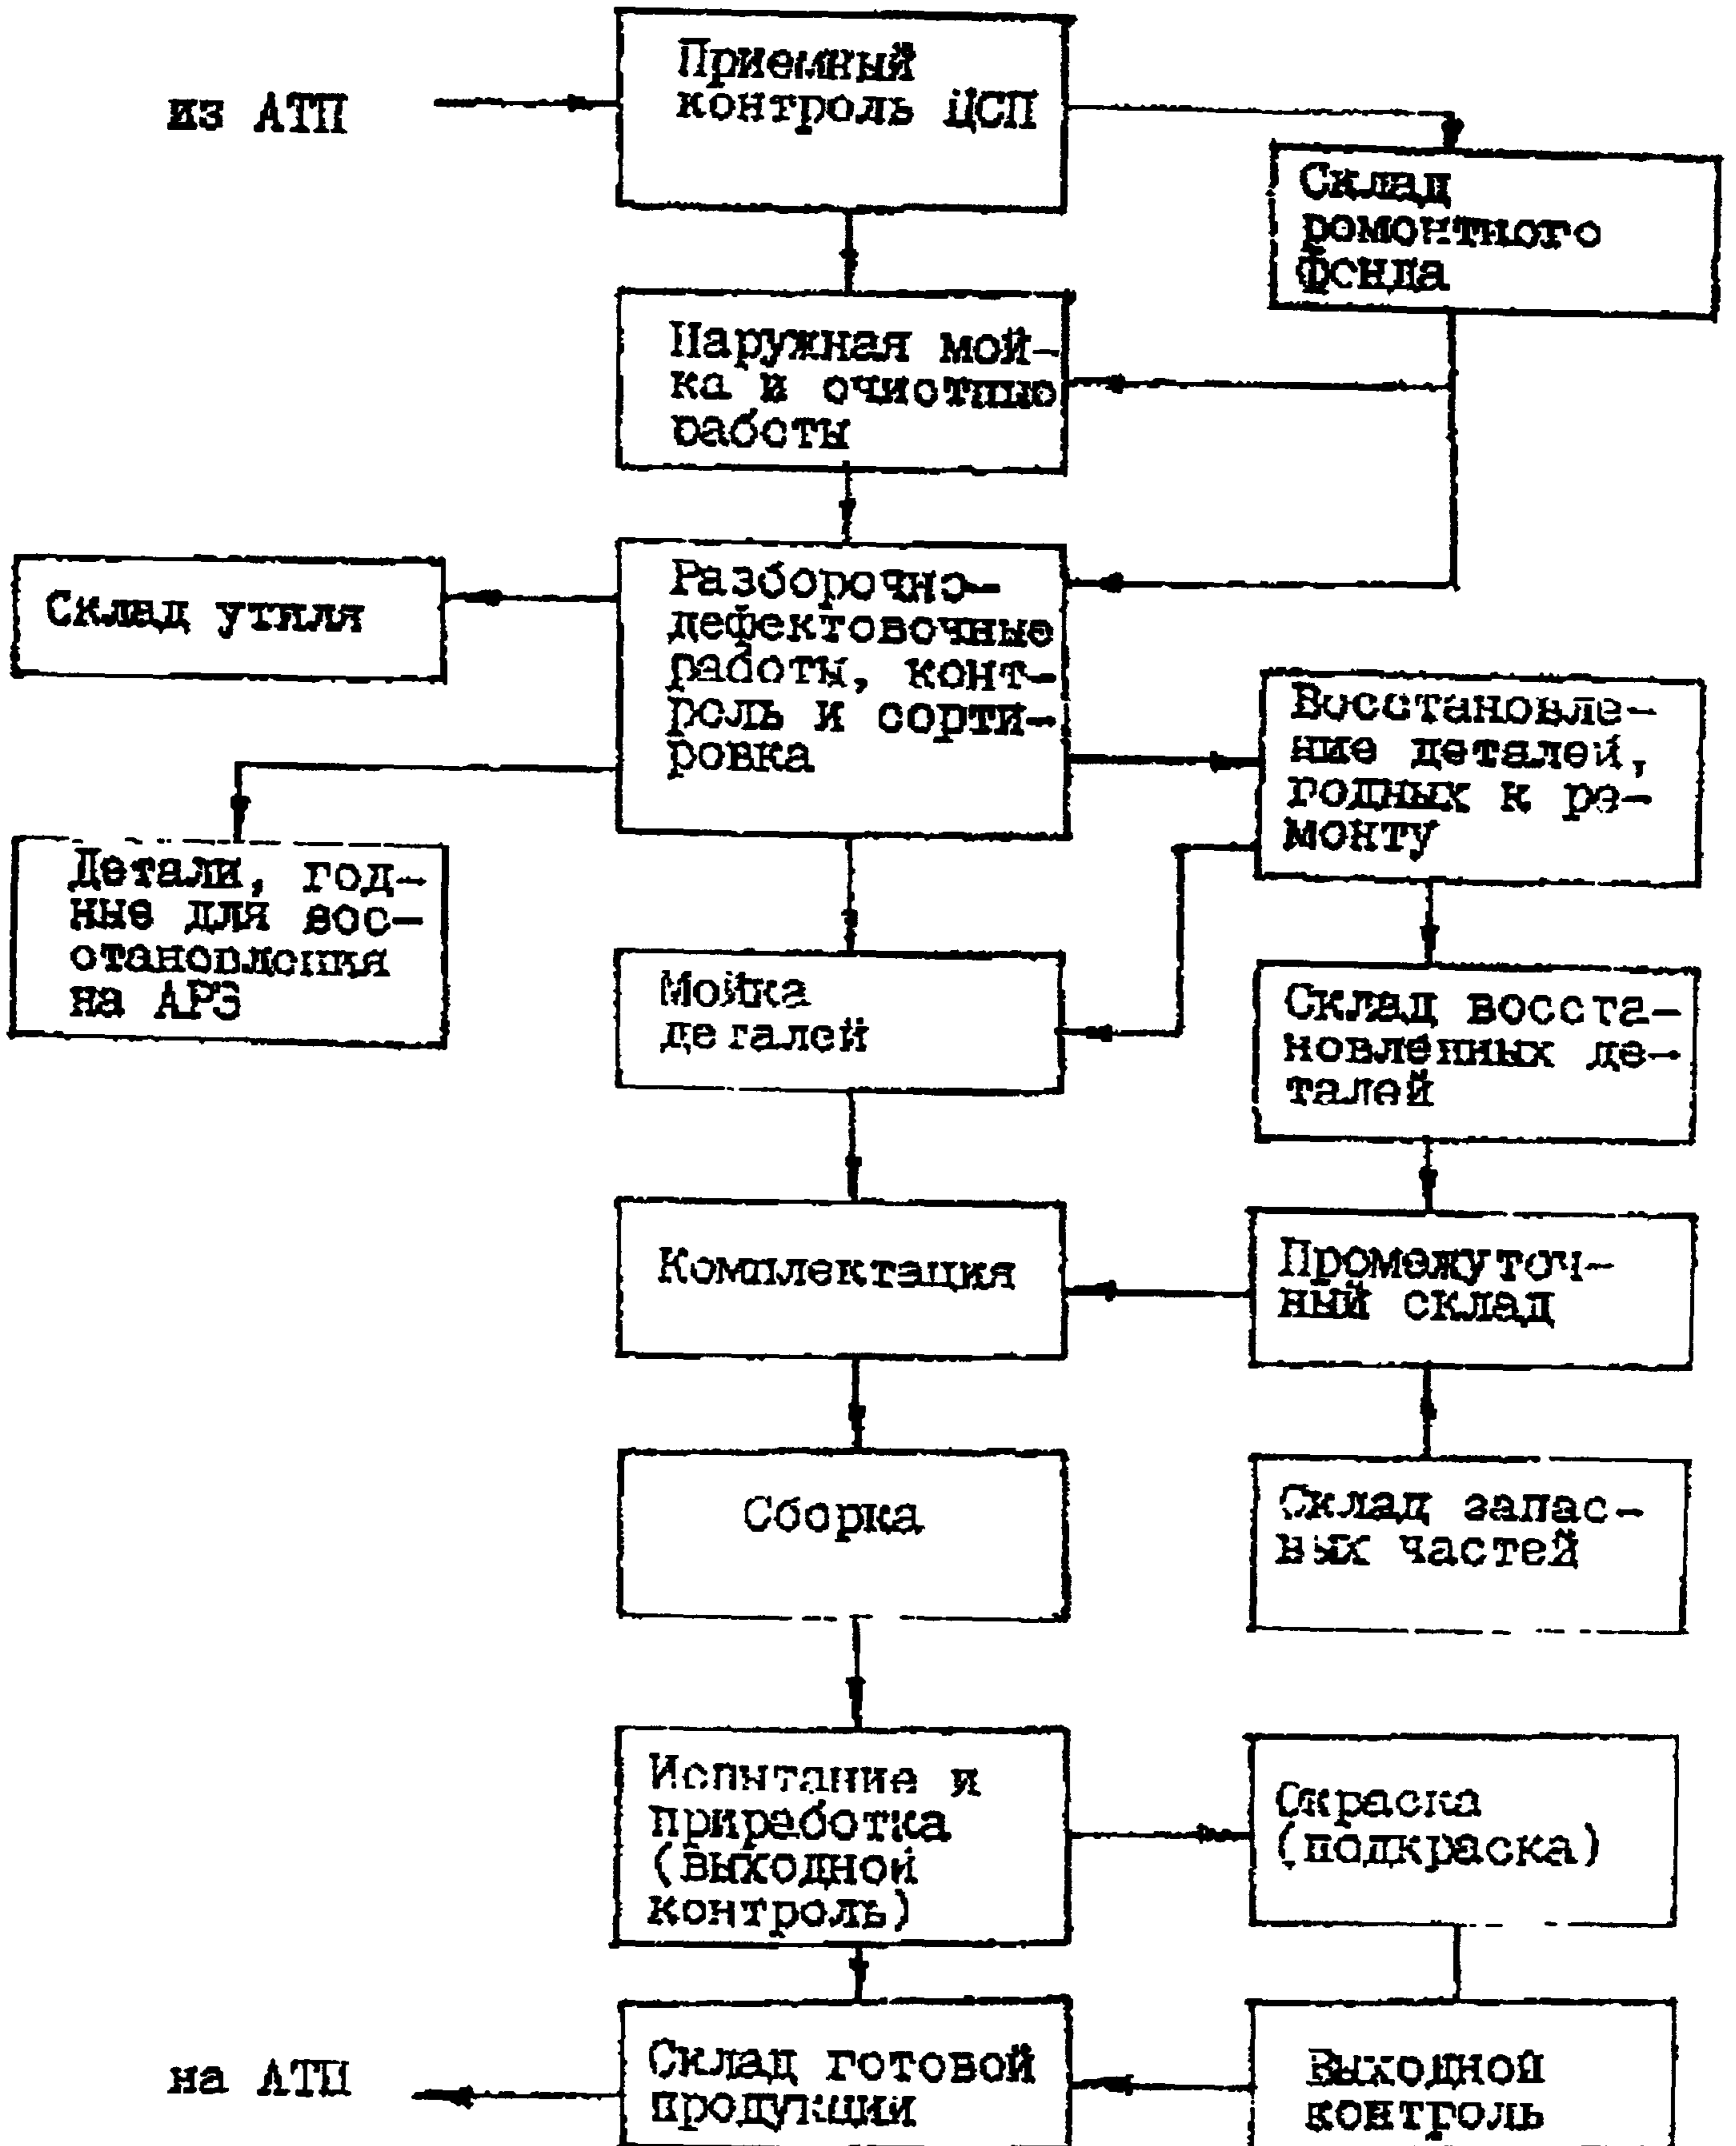 Приемный
контроль ЦСП
из АТП
Склад
ремонтного
фонда
Наружная мой-
ка и очистные
работы
Разборочно-
дефектовочные
работы, конт-
роль и сорти-
ровка
Склад утиля
Восстановле-
ние деталей,
годных к ре-
монту
Детали, год-
ные для вос-
становления
на АРЗ
Мойка
деталей
Склад восста-
новленных де-
талей
Комплектация
Промежуточ-
ный склад
Сборка
Склад запас-
ных частей
Испытание и
приработка
(выходной
контроль)
Окраска
(подкраска)
на АТП
Склад готовой
продукции
Выходной
контроль